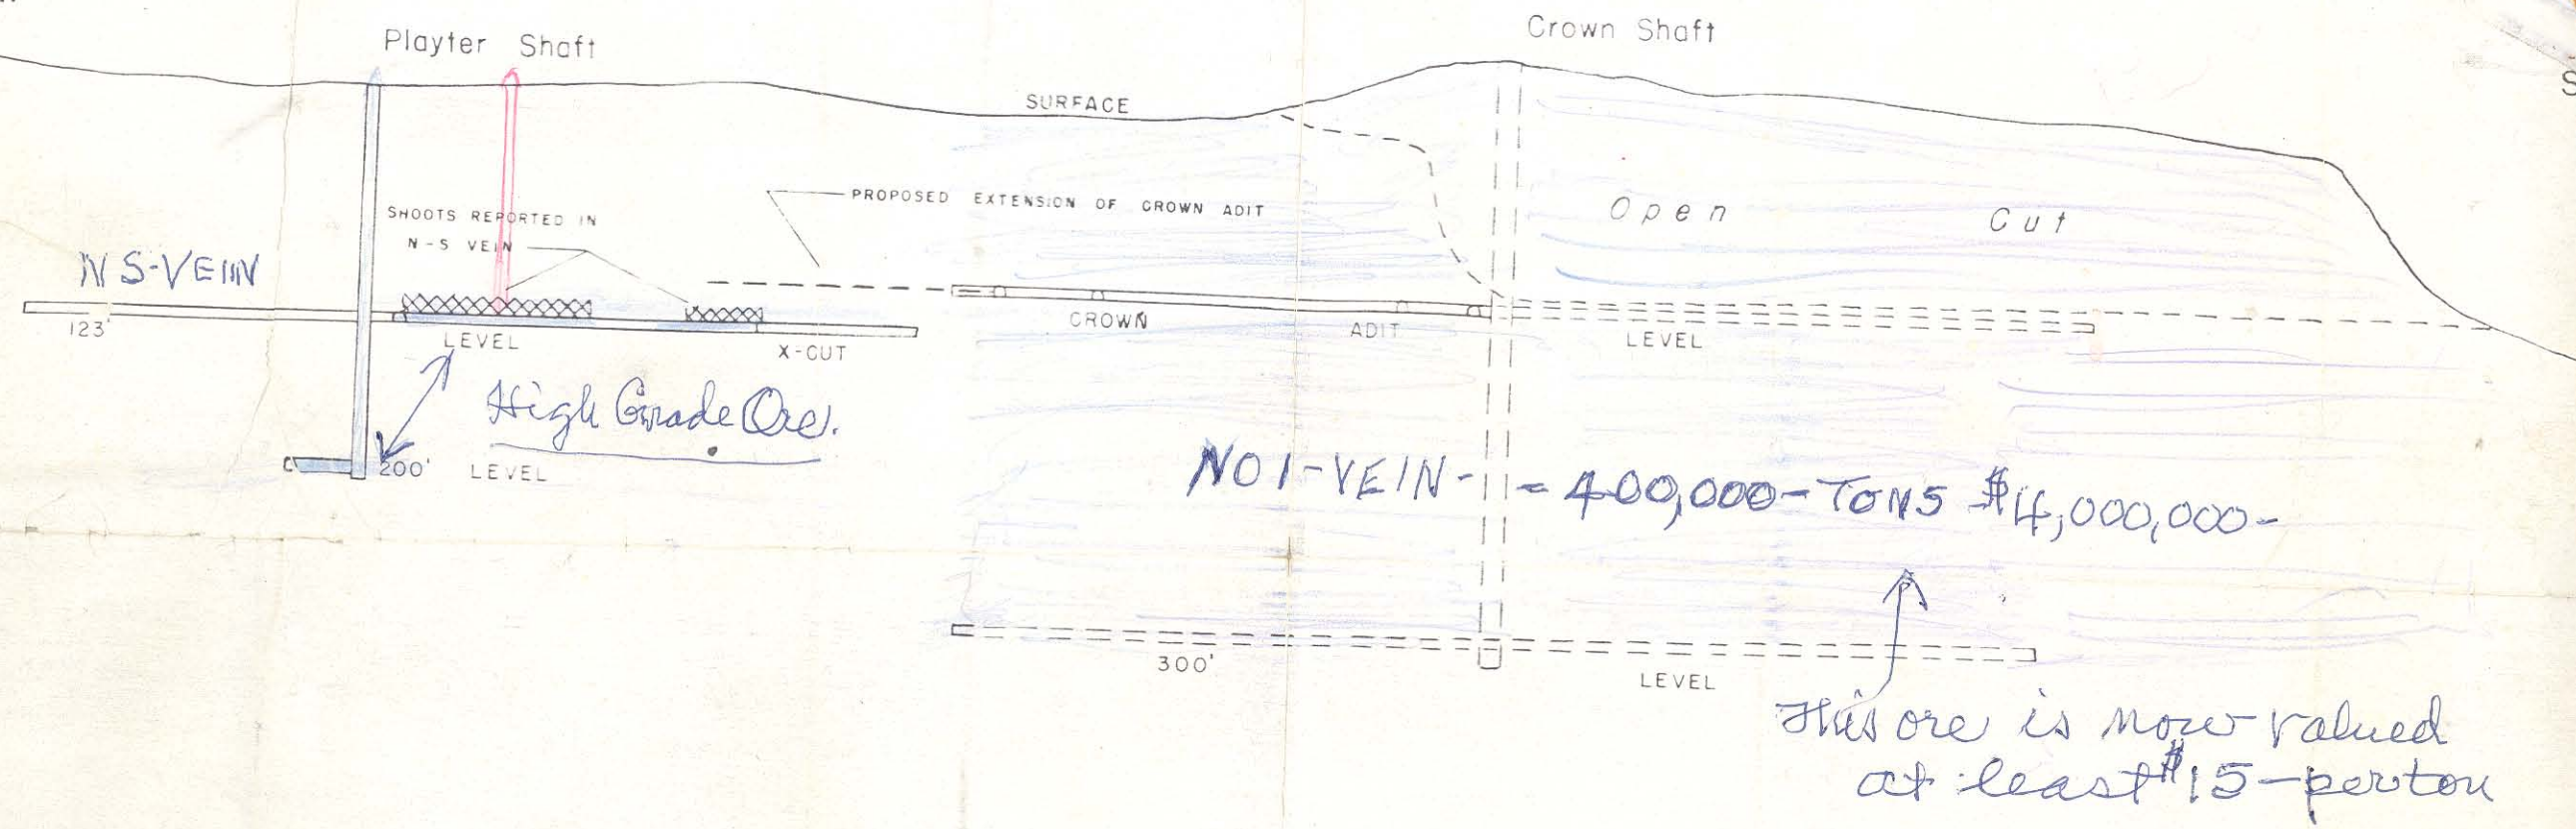 Playter Shaft
Crown Shaft
S
SURFACE
SHOOTS REPORTED IN
N-S VEIN
PROPOSED EXTENSION OF CROWN ADIT
Open Cut
N S-VEIN
123'
LEVEL
X-CUT
CROWN ADIT
LEVEL
High Grade Ore.
200' LEVEL
NO 1-VEIN- = 400,000-TONS $4,000,000-
300'
LEVEL
This ore is now valued
at least $15-per ton